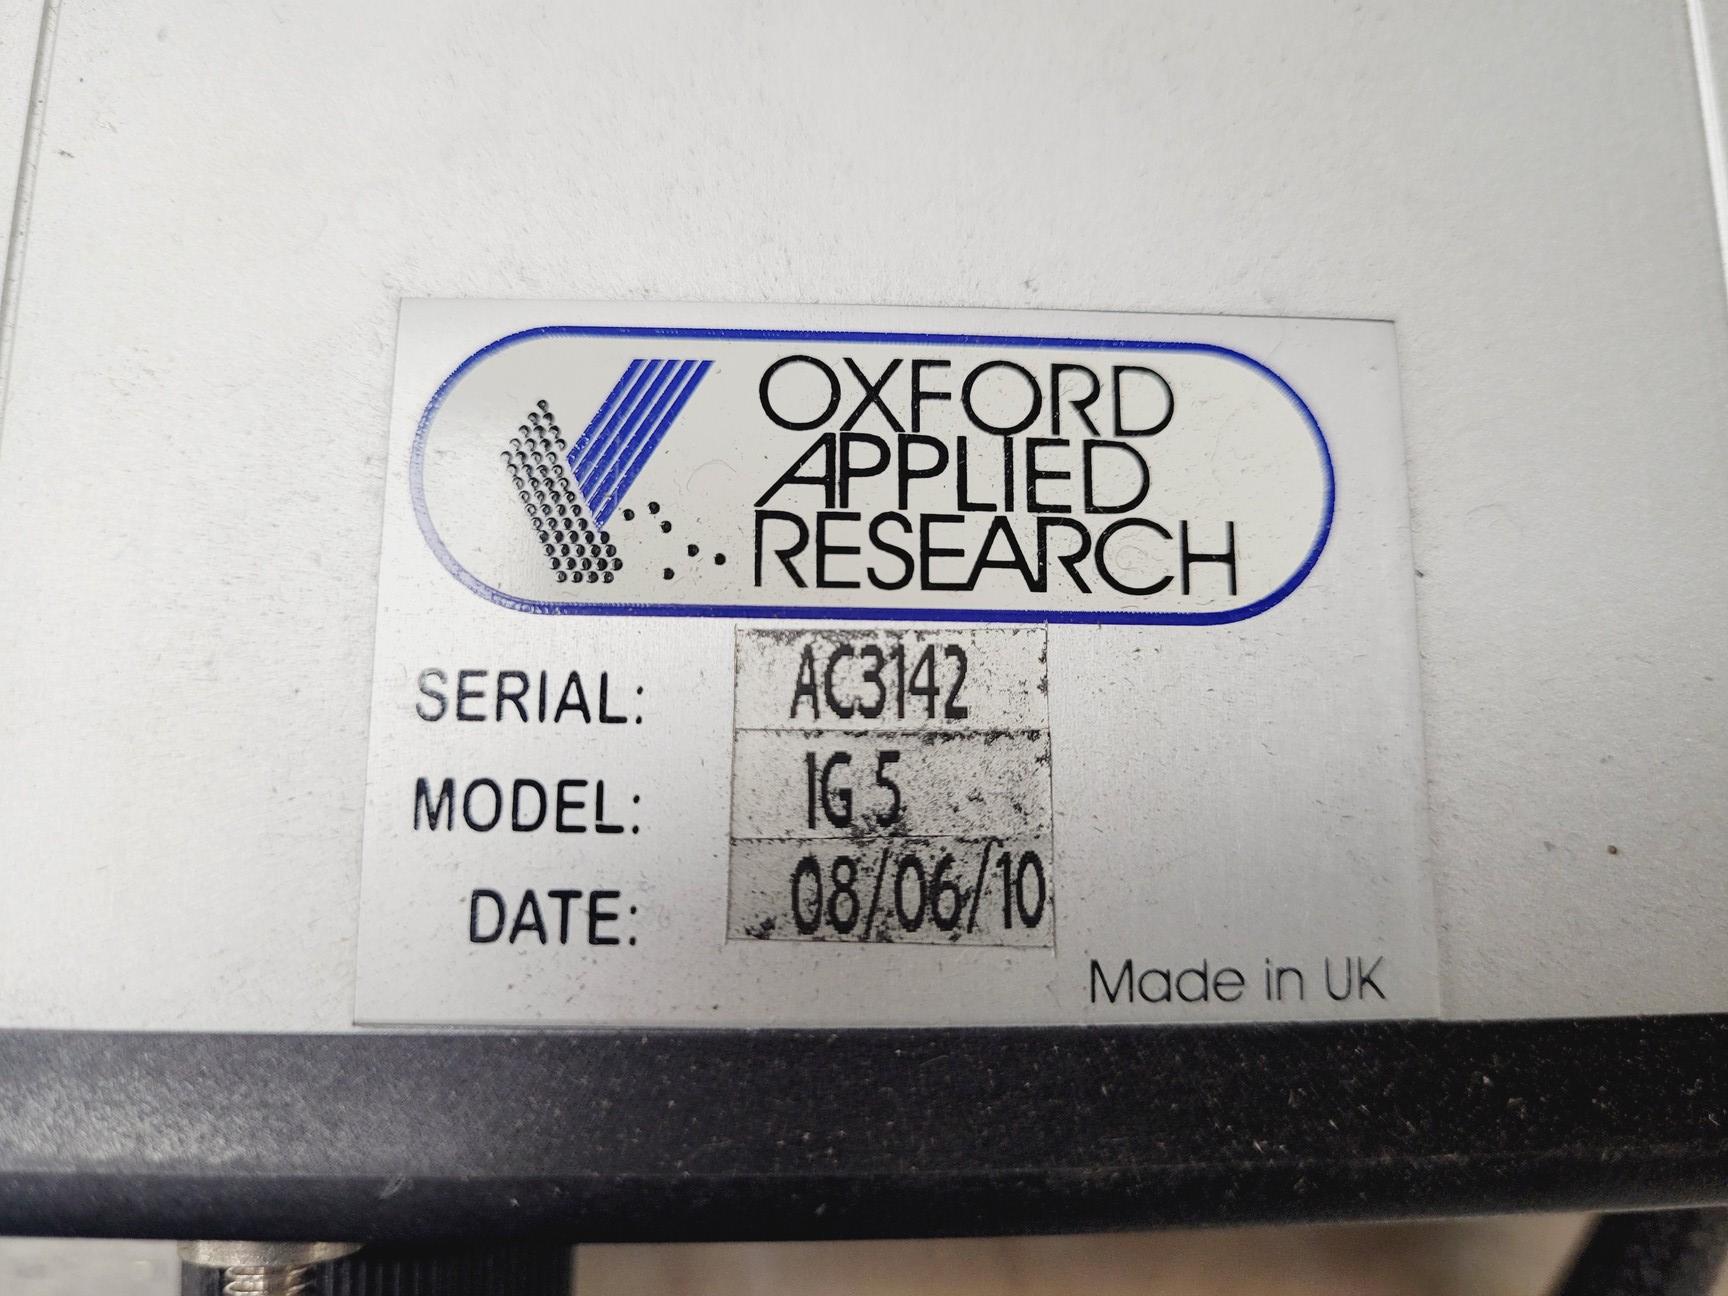 OXFORD
APPLIED
RESEARCH
SERIAL: AC3142
MODEL: IG 5
DATE: 08/06/10
Made in UK